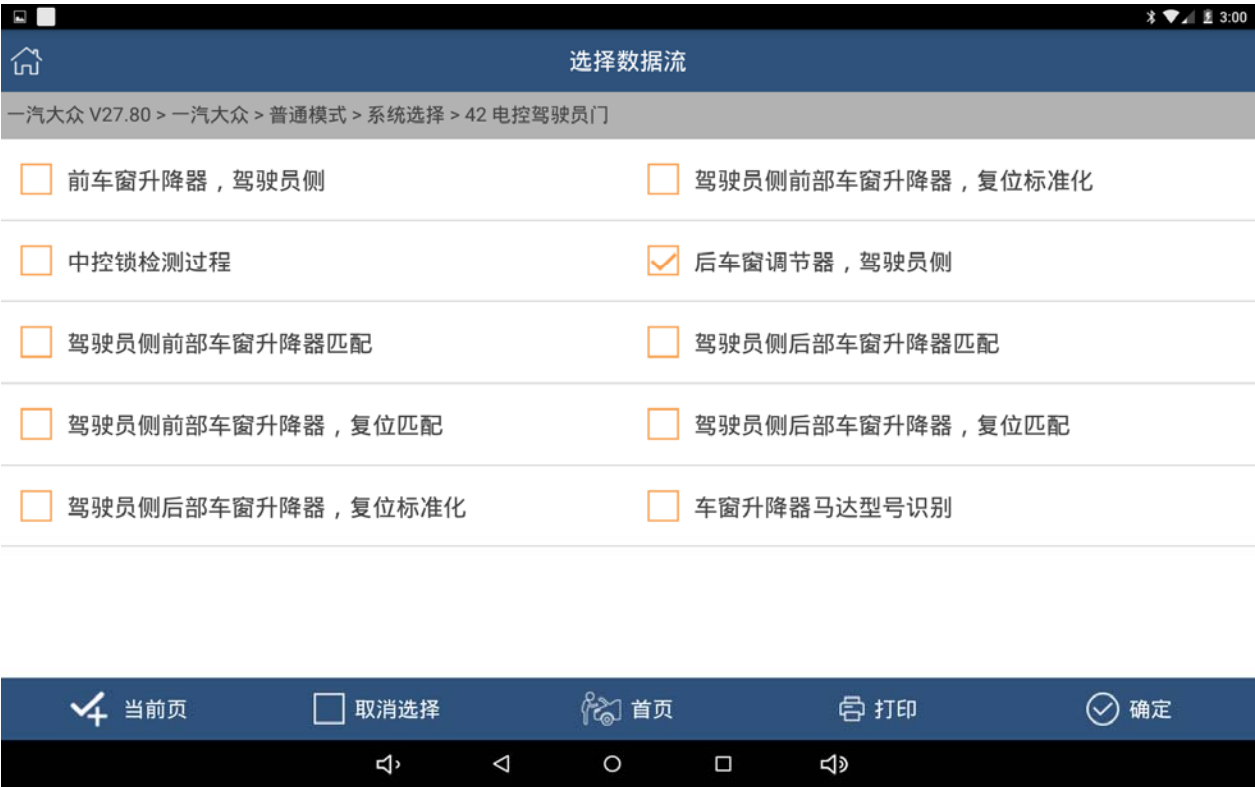 3:00
选择数据流
一汽大众 V27.80 > 一汽大众 > 普通模式 > 系统选择 > 42 电控驾驶员门
前车窗升降器，驾驶员侧
驾驶员侧前部车窗升降器，复位标准化
中控锁检测过程
后车窗调节器，驾驶员侧
驾驶员侧前部车窗升降器匹配
驾驶员侧后部车窗升降器匹配
驾驶员侧前部车窗升降器，复位匹配
驾驶员侧后部车窗升降器，复位匹配
驾驶员侧后部车窗升降器，复位标准化
车窗升降器马达型号识别
当前页
取消选择
首页
打印
确定